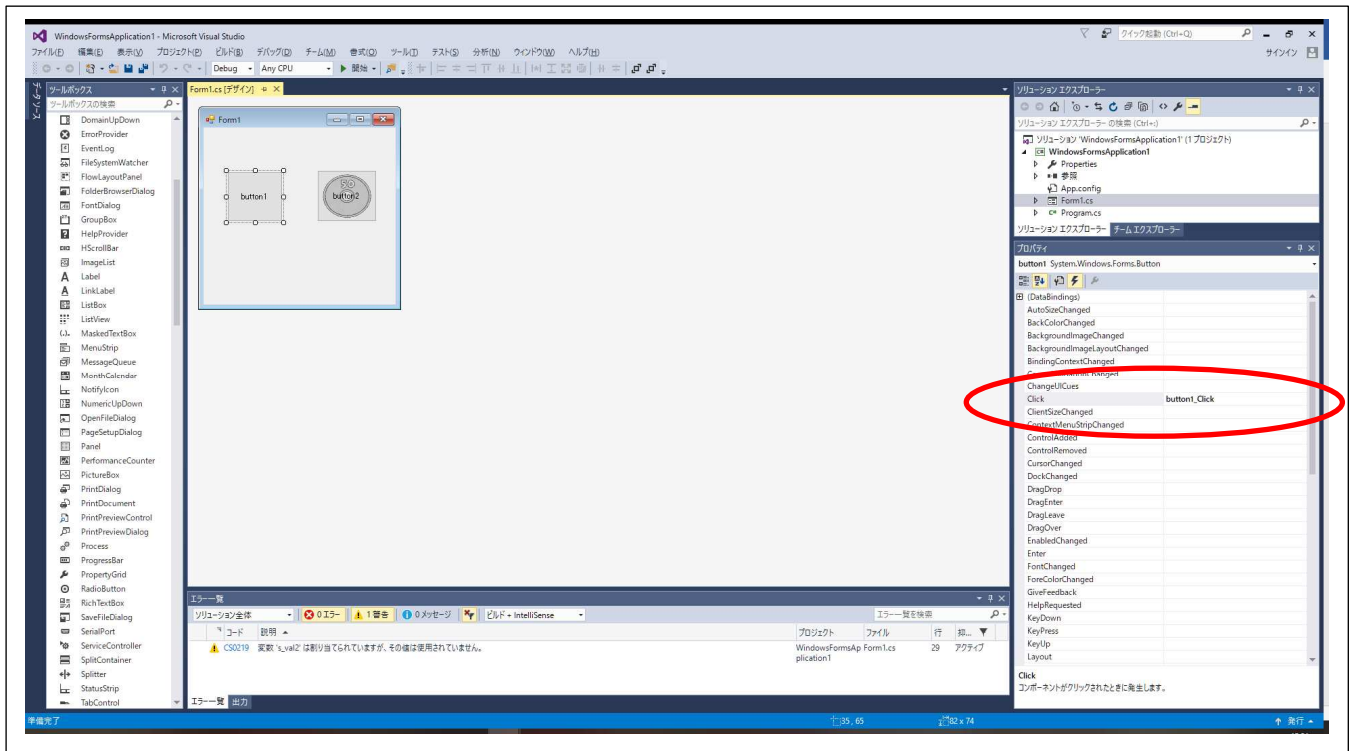 WindowsFormsApplication1 - Microsoft Visual Studio
クイック起動 (Ctrl+Q)
ファイル(F) 編集(E) 表示(V) プロジェクト(P) ビルド(B) デバッグ(D) チーム(M) 書式(O) ツール(T) テスト(S) 分析(N) ウィンドウ(W) ヘルプ(H)
サインイン
Debug Any CPU 開始
データ ソース
ツールボックス
ツールボックスの検索
DomainUpDown
ErrorProvider
EventLog
FileSystemWatcher
FlowLayoutPanel
FolderBrowserDialog
FontDialog
GroupBox
HelpProvider
HScrollBar
ImageList
Label
LinkLabel
ListBox
ListView
MaskedTextBox
MenuStrip
MessageQueue
MonthCalendar
NotifyIcon
NumericUpDown
OpenFileDialog
PageSetupDialog
Panel
PerformanceCounter
PictureBox
PrintDialog
PrintDocument
PrintPreviewControl
PrintPreviewDialog
Process
ProgressBar
PropertyGrid
RadioButton
RichTextBox
SaveFileDialog
SerialPort
ServiceController
SplitContainer
Splitter
StatusStrip
TabControl
Form1.cs [デザイン]
Form1
button1
50
button2
エラー一覧
ソリューション全体 0 エラー 1 警告 0 メッセージ ビルド + IntelliSense
エラー一覧を検索
コード 説明 プロジェクト ファイル 行 抑...
CS0219 変数 's_val2' は割り当てられていますが、その値は使用されていません。 WindowsFormsAp Form1.cs 29 アクティブ
plication1
エラー一覧 出力
ソリューション エクスプローラー
ソリューション エクスプローラー の検索 (Ctrl+;)
ソリューション 'WindowsFormsApplication1' (1 プロジェクト)
WindowsFormsApplication1
Properties
参照
App.config
Form1.cs
Program.cs
ソリューション エクスプローラー チーム エクスプローラー
プロパティ
button1 System.Windows.Forms.Button
(DataBindings)
AutoSizeChanged
BackColorChanged
BackgroundImageChanged
BackgroundImageLayoutChanged
BindingContextChanged
ChangeUICues
Click button1_Click
ClientSizeChanged
ContextMenuStripChanged
ControlAdded
ControlRemoved
CursorChanged
DockChanged
DragDrop
DragEnter
DragLeave
DragOver
EnabledChanged
Enter
FontChanged
ForeColorChanged
GiveFeedback
HelpRequested
KeyDown
KeyPress
KeyUp
Layout
Click
コンポーネントがクリックされたときに発生します。
準備完了 35 , 65 82 x 74 発行